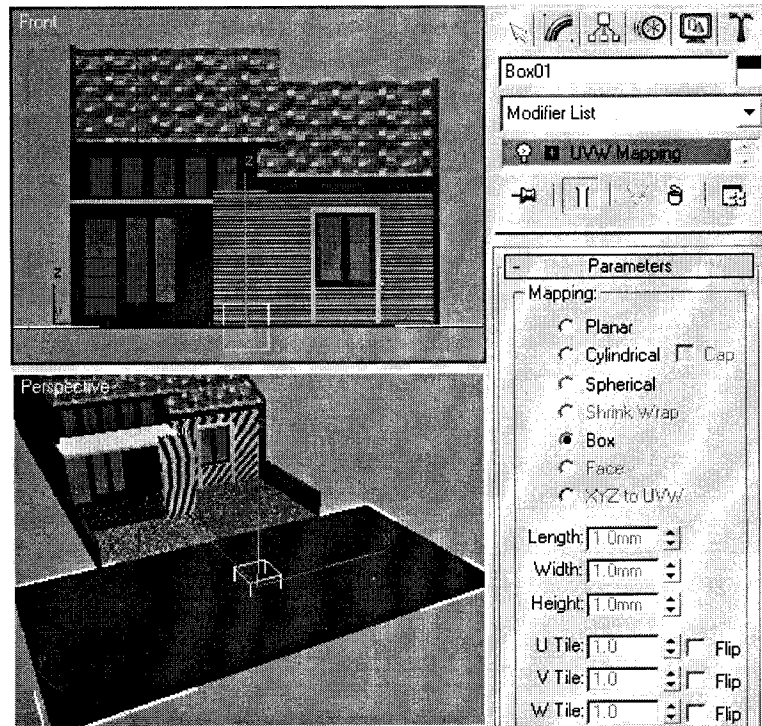 Front
z
z
Perspective
Box01
Modifier List
UVW Mapping
- Parameters
Mapping:
Planar
Cylindrical Cap
Spherical
Shrink Wrap
Box
Face
XYZ to UVW
Length: 1.0mm
Width: 1.0mm
Height: 1.0mm
U Tile: 1.0 Flip
V Tile: 1.0 Flip
W Tile: 1.0 Flip